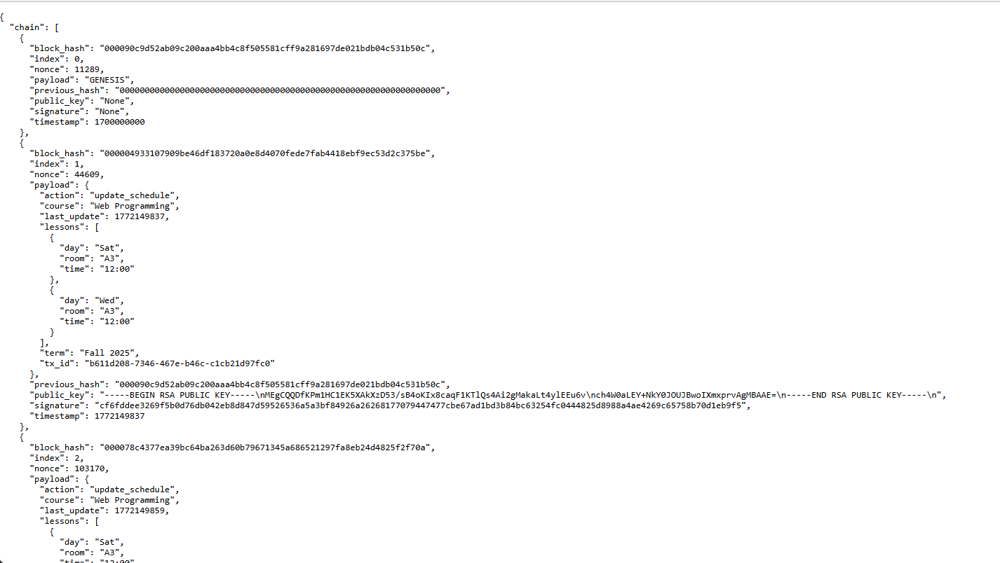 {
"chain": [
{
"block_hash": "000090c9d52ab09c200aaa4bb4c8f505581cff9a281697de021bdb04c531b50c",
"index": 0,
"nonce": 11289,
"payload": "GENESIS",
"previous_hash": "0000000000000000000000000000000000000000000000000000000000000000",
"public_key": "None",
"signature": "None",
"timestamp": 1700000000
},
{
"block_hash": "000004933107909be46df183720a0e8d4070fede7fab4418ebf9ec53d2c375be",
"index": 1,
"nonce": 44609,
"payload": {
"action": "update_schedule",
"course": "Web Programming",
"last_update": 1772149837,
"lessons": [
{
"day": "Sat",
"room": "A3",
"time": "12:00"
},
{
"day": "Wed",
"room": "A3",
"time": "12:00"
}
],
"term": "Fall 2025",
"tx_id": "b611d208-7346-467e-b46c-c1cb21d97fc0"
},
"previous_hash": "000090c9d52ab09c200aaa4bb4c8f505581cff9a281697de021bdb04c531b50c",
"public_key": "-----BEGIN RSA PUBLIC KEY-----\nMEgCQQDfKPm1HC1EK5XAkXzD53/sB4oKIx8caqF1KTlQs4Ai2gMakaLt4ylEEu6v\nch4W0aLEY+NkY0JOUJBwoIXmxprvAgMBAAE=\n-----END RSA PUBLIC KEY-----\n",
"signature": "cf6fddee3269f5b0d76db042eb8d847d59526536a5a3bf84926a26268177079447477cbe67ad1bd3b84bc63254fc0444825d8988a4ae4269c65758b70d1eb9f5",
"timestamp": 1772149837
},
{
"block_hash": "000078c4377ea39bc64ba263d60b79671345a686521297fa8eb24d4825f2f70a",
"index": 2,
"nonce": 103170,
"payload": {
"action": "update_schedule",
"course": "Web Programming",
"last_update": 1772149859,
"lessons": [
{
"day": "Sat",
"room": "A3",
"time": "12:00"